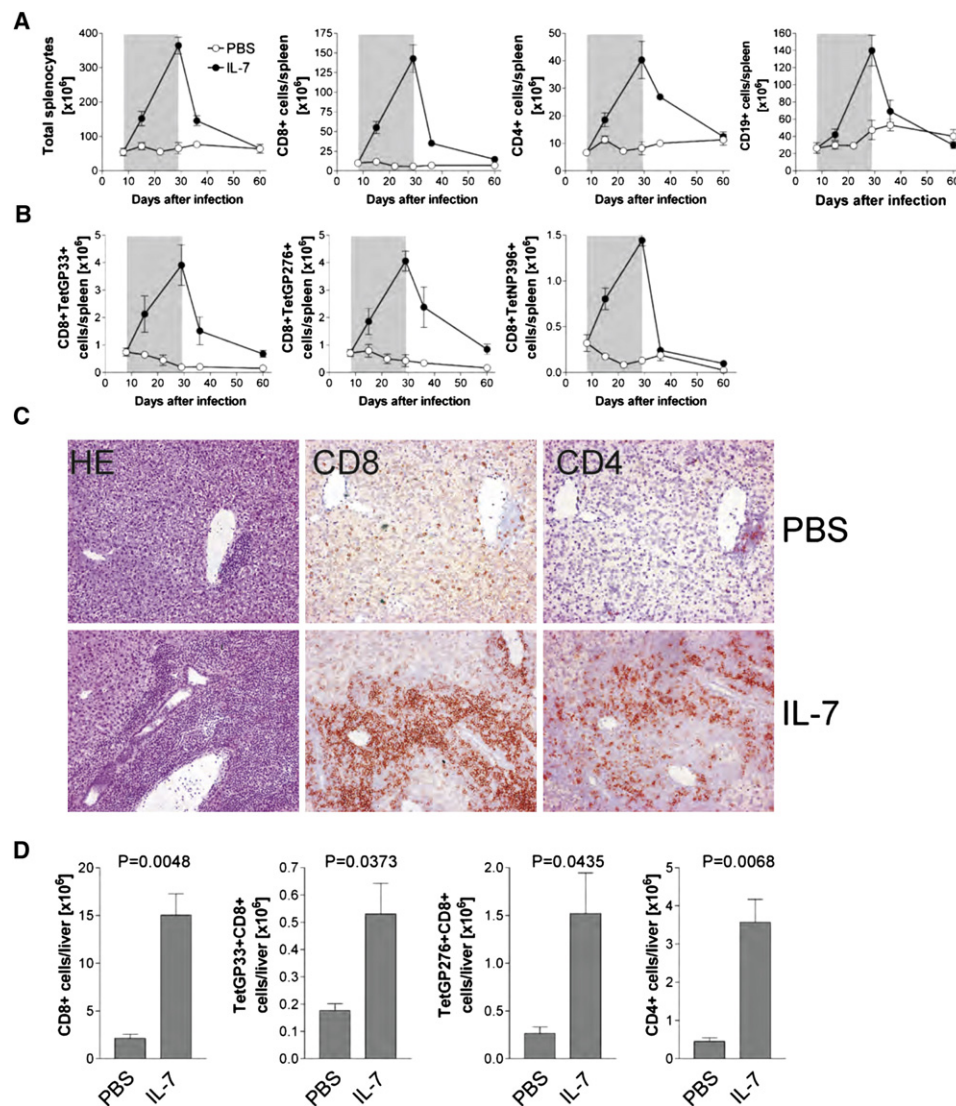 A
Total splenocytes
[x10⁶]
400
300
200
100
0
PBS
IL-7
0 10 20 30 40 50 60
Days after infection
CD8+ cells/spleen
[x10⁶]
175
150
125
100
75
50
25
0
0 10 20 30 40 50 60
Days after infection
CD4+ cells/spleen
[x10⁶]
50
40
30
20
10
0
0 10 20 30 40 50 60
Days after infection
CD19+ cells/spleen
[x10⁶]
160
140
120
100
80
60
40
20
0
0 10 20 30 40 50 60
Days after infection
B
CD8+TetGP33+
cells/spleen [x10⁶]
5
4
3
2
1
0
0 10 20 30 40 50 60
Days after infection
CD8+TetGP276+
cells/spleen [x10⁶]
5
4
3
2
1
0
0 10 20 30 40 50 60
Days after infection
CD8+TetNP396+
cells/spleen [x10⁶]
1.5
1.0
0.5
0.0
0 10 20 30 40 50 60
Days after infection
C
HE
CD8
CD4
PBS
IL-7
D
P=0.0048
CD8+ cells/liver [x10⁶]
20
15
10
5
0
PBS IL-7
P=0.0373
TetGP33+CD8+
cells/liver [x10⁶]
0.7
0.6
0.5
0.4
0.3
0.2
0.1
0.0
PBS IL-7
P=0.0435
TetGP276+CD8+
cells/liver [x10⁶]
2.0
1.5
1.0
0.5
0.0
PBS IL-7
P=0.0068
CD4+ cells/liver [x10⁶]
5
4
3
2
1
0
PBS IL-7